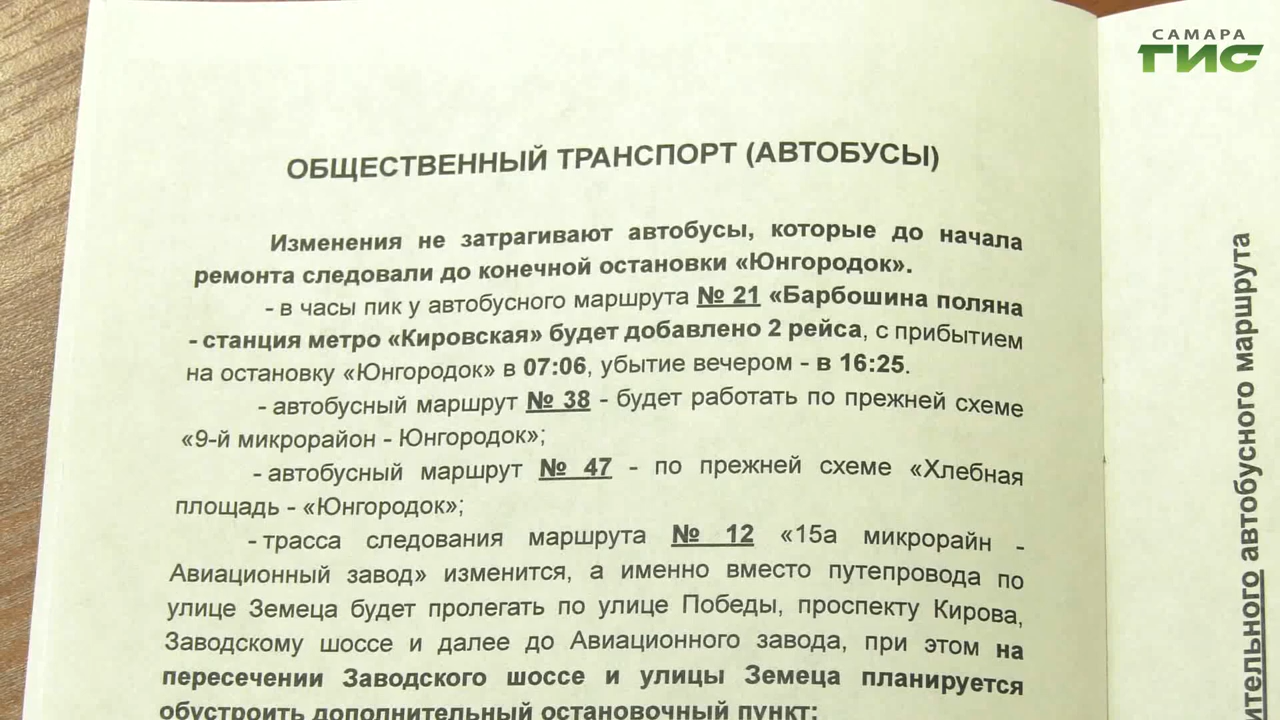 САМАРА
ГИС
ОБЩЕСТВЕННЫЙ ТРАНСПОРТ (АВТОБУСЫ)
Изменения не затрагивают автобусы, которые до начала
ремонта следовали до конечной остановки «Юнгородок».
- в часы пик у автобусного маршрута № 21 «Барбошина поляна
- станция метро «Кировская» будет добавлено 2 рейса, с прибытием
на остановку «Юнгородок» в 07:06, убытие вечером - в 16:25.
- автобусный маршрут № 38 - будет работать по прежней схеме
«9-й микрорайон - Юнгородок»;
- автобусный маршрут № 47 - по прежней схеме «Хлебная
площадь - «Юнгородок»;
- трасса следования маршрута № 12 «15а микрорайн -
Авиационный завод» изменится, а именно вместо путепровода по
улице Земеца будет пролегать по улице Победы, проспекту Кирова,
Заводскому шоссе и далее до Авиационного завода, при этом на
пересечении Заводского шоссе и улицы Земеца планируется
обустроить дополнительный остановочный пункт;
автобусного маршрута